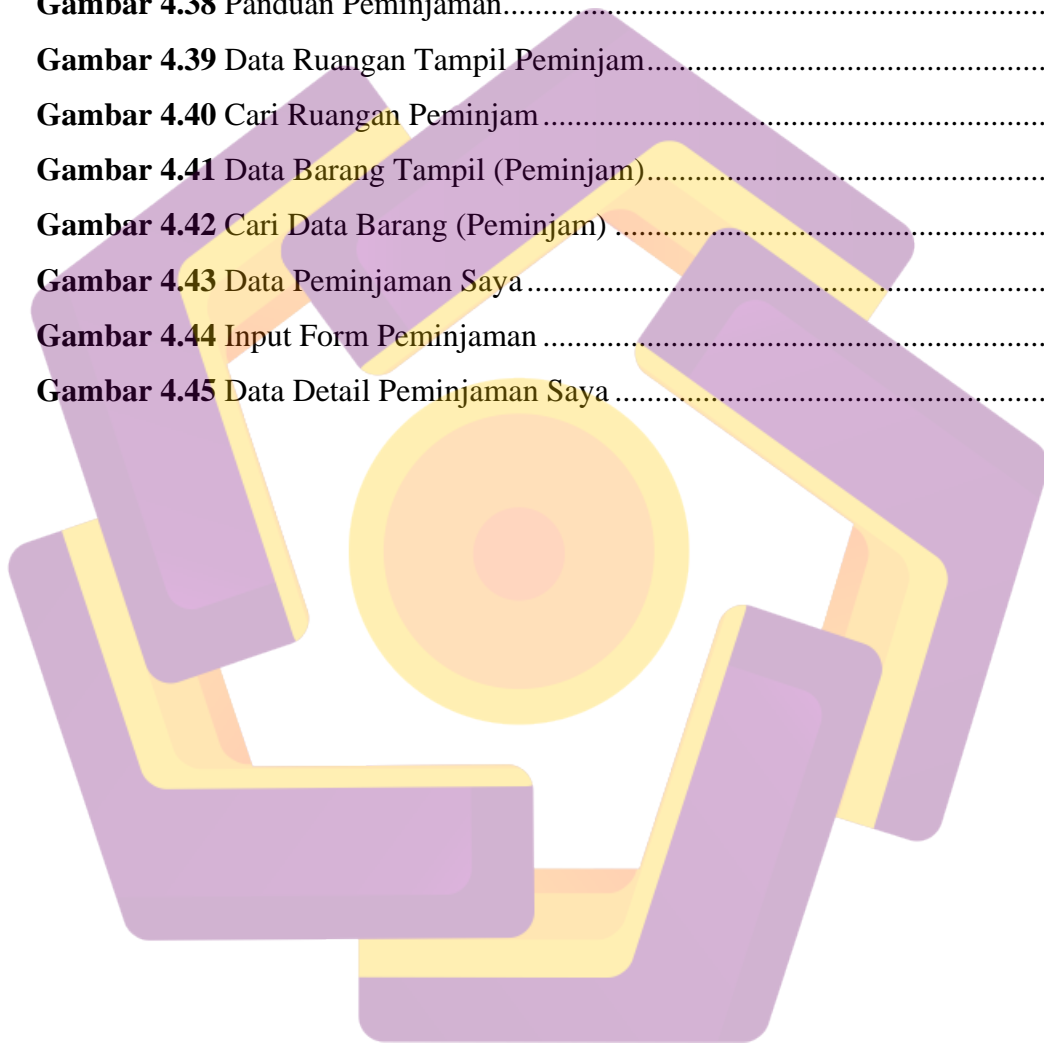 Gambar 4.38 Panduan Peminjaman..........................................................................
Gambar 4.39 Data Ruangan Tampil Peminjam.....................................................
Gambar 4.40 Cari Ruangan Peminjam...................................................................
Gambar 4.41 Data Barang Tampil (Peminjam).....................................................
Gambar 4.42 Cari Data Barang (Peminjam) .........................................................
Gambar 4.43 Data Peminjaman Saya .....................................................................
Gambar 4.44 Input Form Peminjaman ...................................................................
Gambar 4.45 Data Detail Peminjaman Saya .........................................................